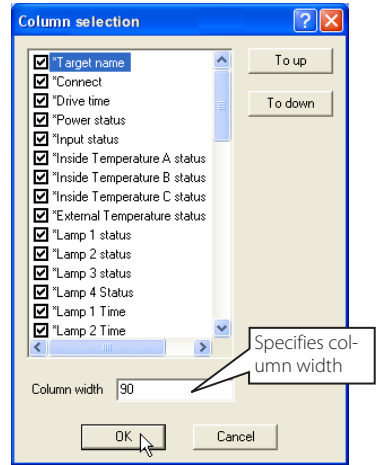 Column selection
*Target name
*Connect
*Drive time
*Power status
*Input status
*Inside Temperature A status
*Inside Temperature B status
*Inside Temperature C status
*External Temperature status
*Lamp 1 status
*Lamp 2 status
*Lamp 3 status
*Lamp 4 Status
*Lamp 1 Time
*Lamp 2 Time
To up
To down
Specifies col-
umn width
Column width 90
OK Cancel